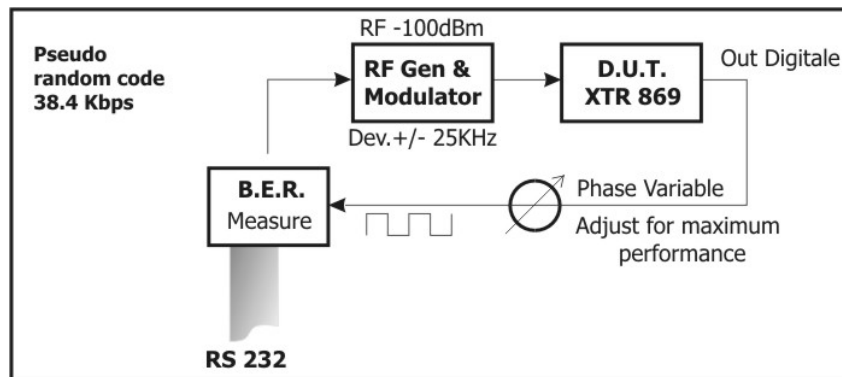 RF -100dBm
Pseudo
random code
38.4 Kbps
RF Gen &
Modulator
D.U.T.
XTR 869
Out Digitale
Dev.+/- 25KHz
B.E.R.
Measure
Phase Variable
Adjust for maximum
performance
RS 232